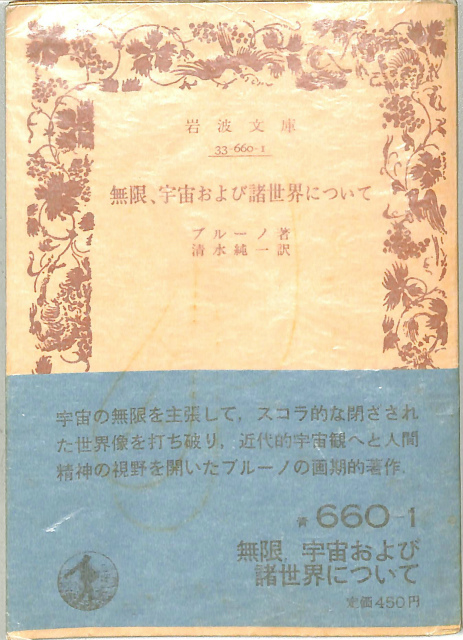 岩波文庫
33-660-1
無限、宇宙および諸世界について
ブルーノ著
清水純一訳
宇宙の無限を主張して，スコラ的な閉ざされ
た世界像を打ち破り，近代的宇宙観へと人間
精神の視野を開いたブルーノの画期的著作．
青 660-1
無限，宇宙および
諸世界について
定価450円